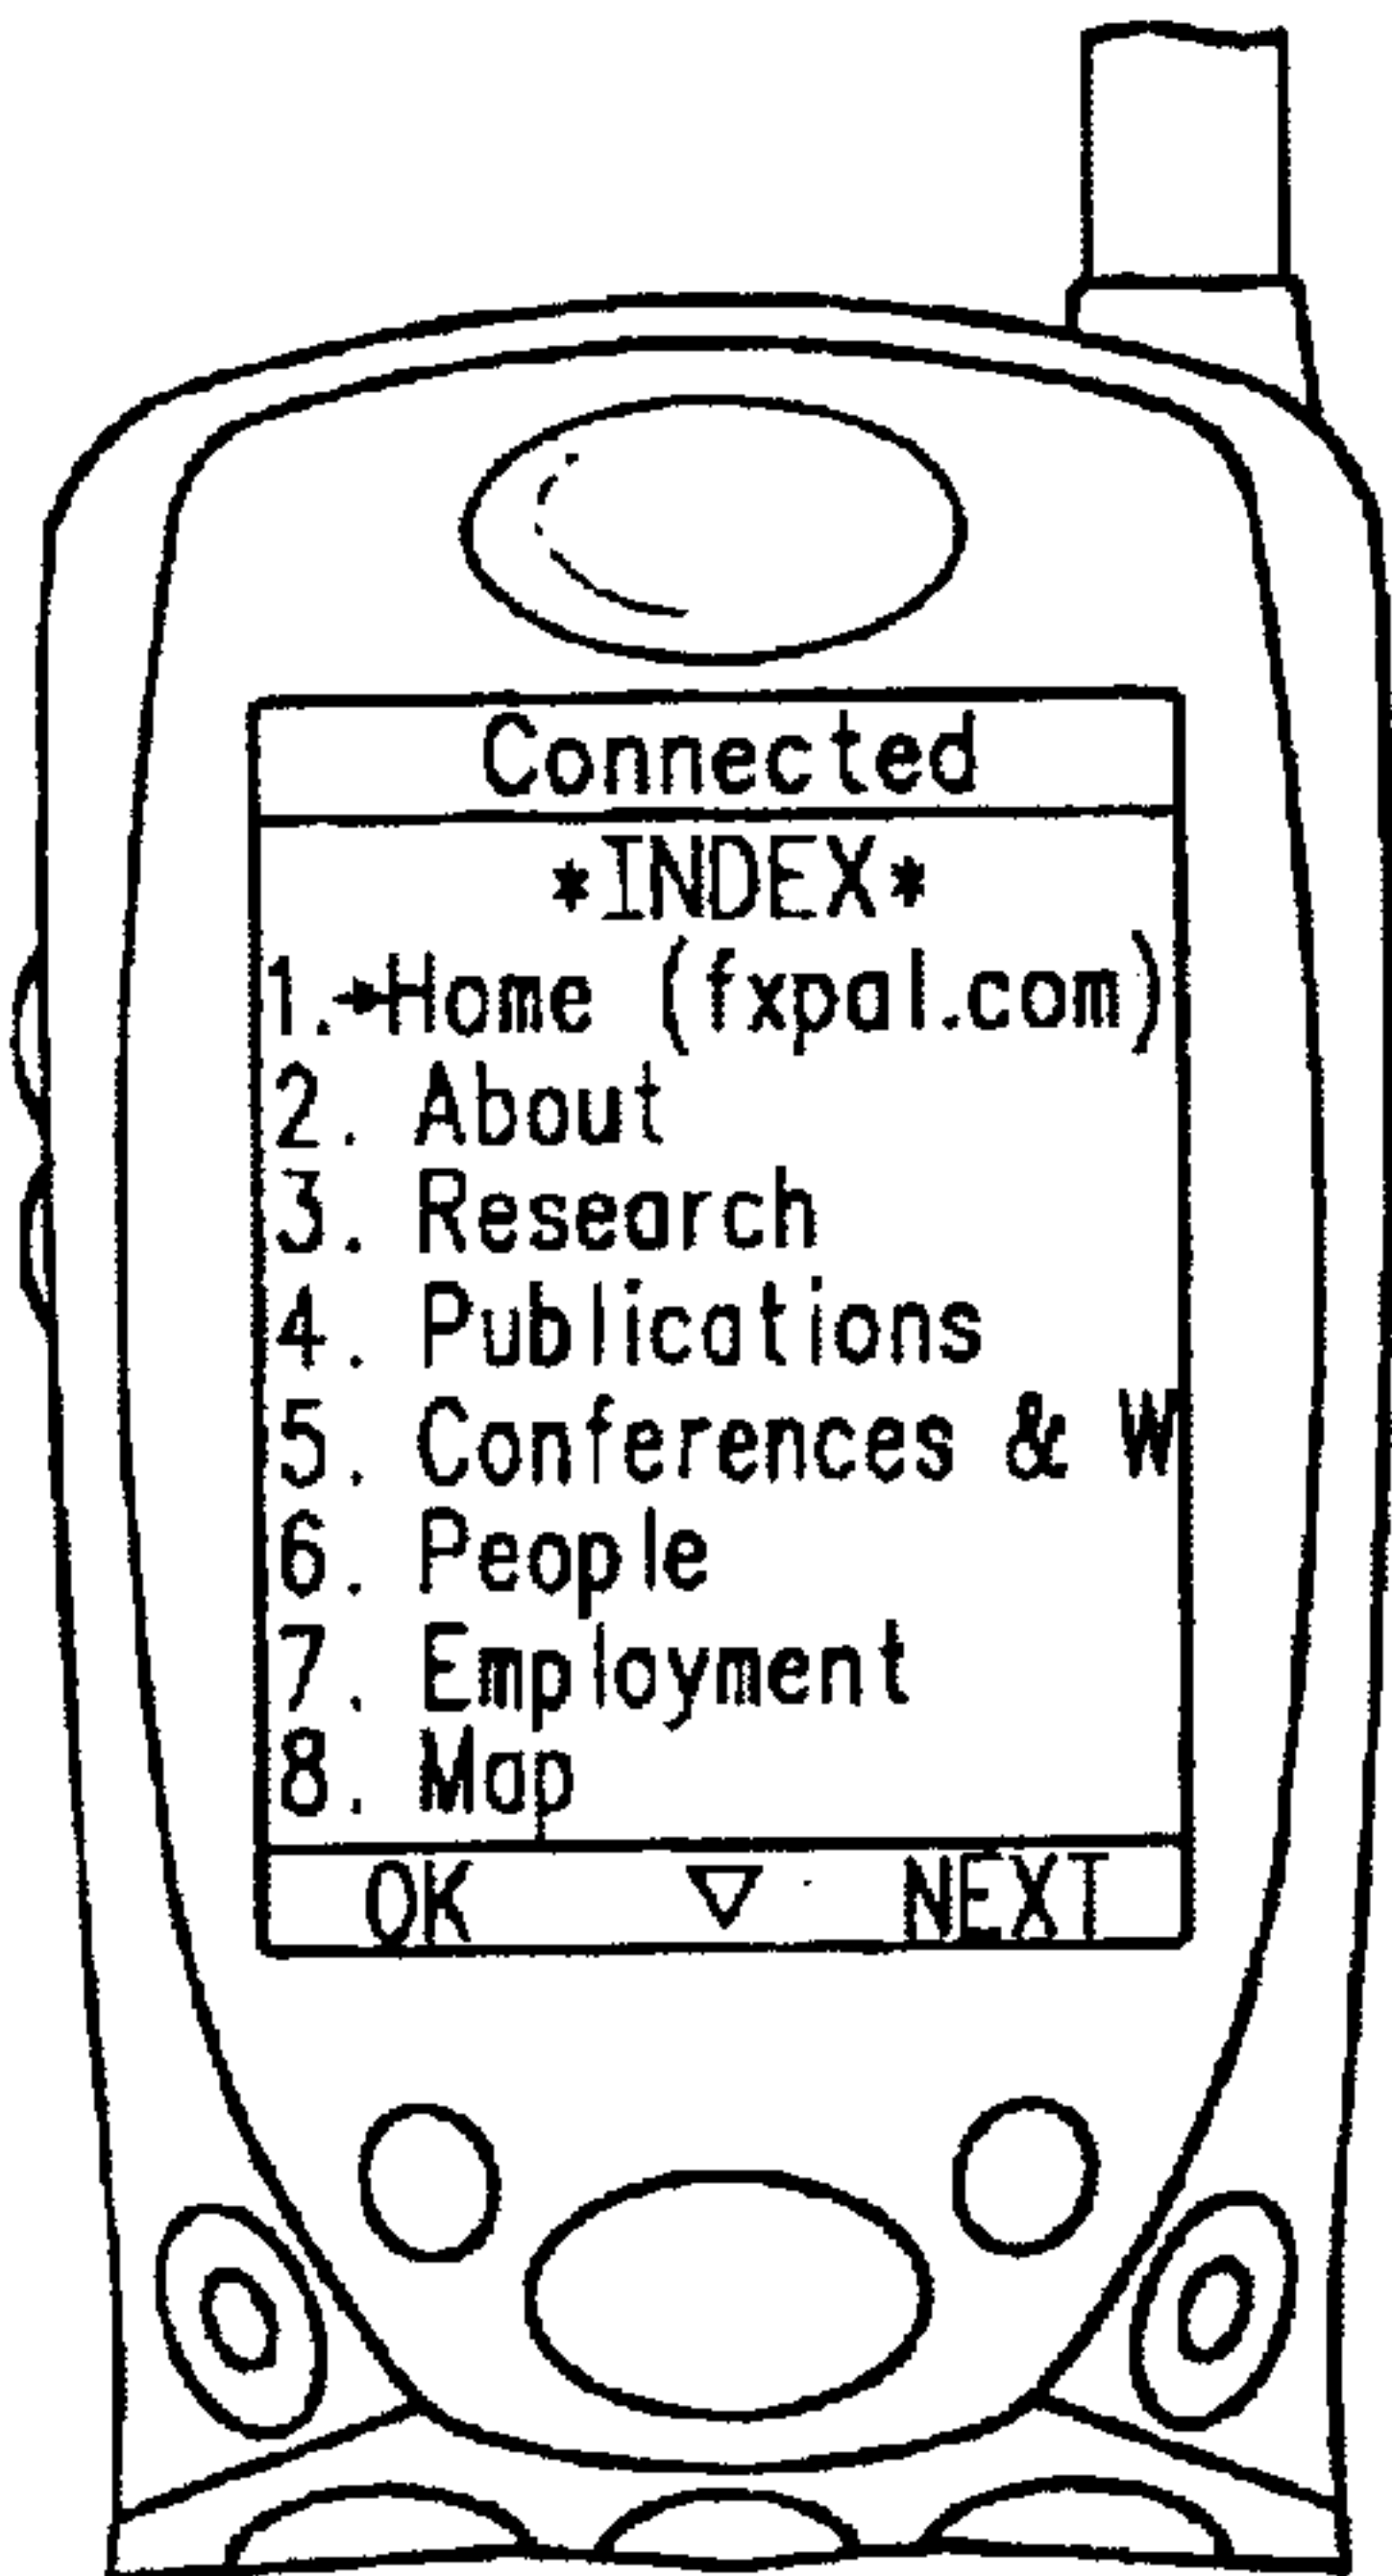 Connected
*INDEX*
1.→Home (fxpal.com)
2. About
3. Research
4. Publications
5. Conferences & W
6. People
7. Employment
8. Map
OK ▽ NEXT